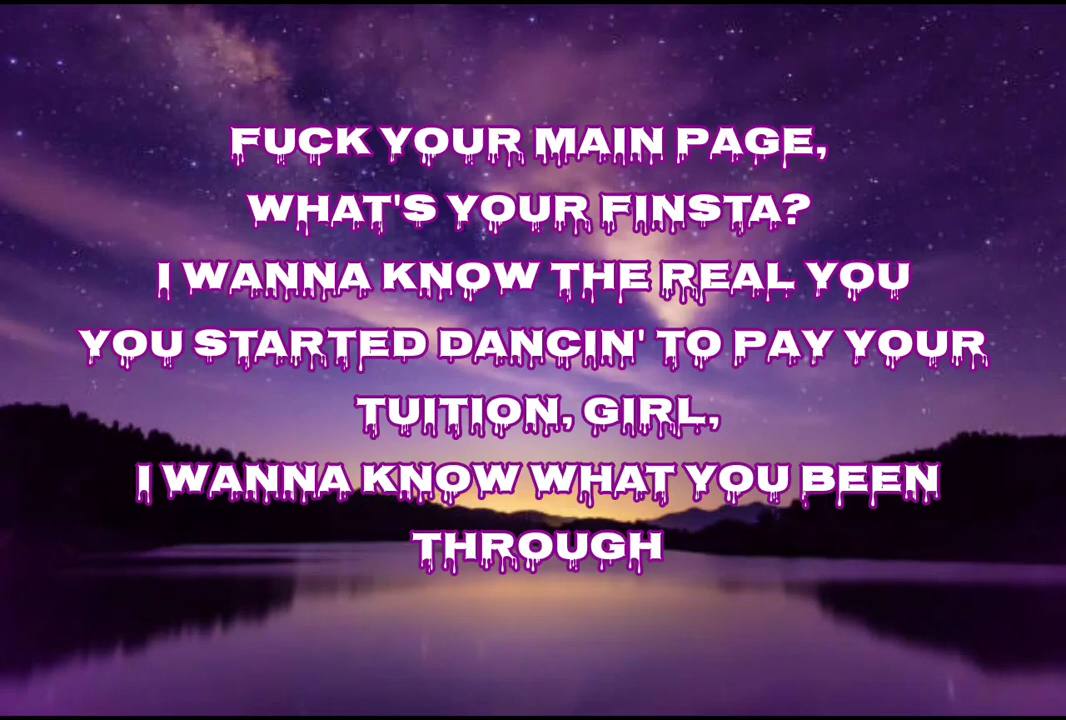 FUCK YOUR MAIN PAGE,
WHAT'S YOUR FINSTA?
I WANNA KNOW THE REAL YOU
YOU STARTED DANCIN' TO PAY YOUR
TUITION, GIRL,
I WANNA KNOW WHAT YOU BEEN
THROUGH